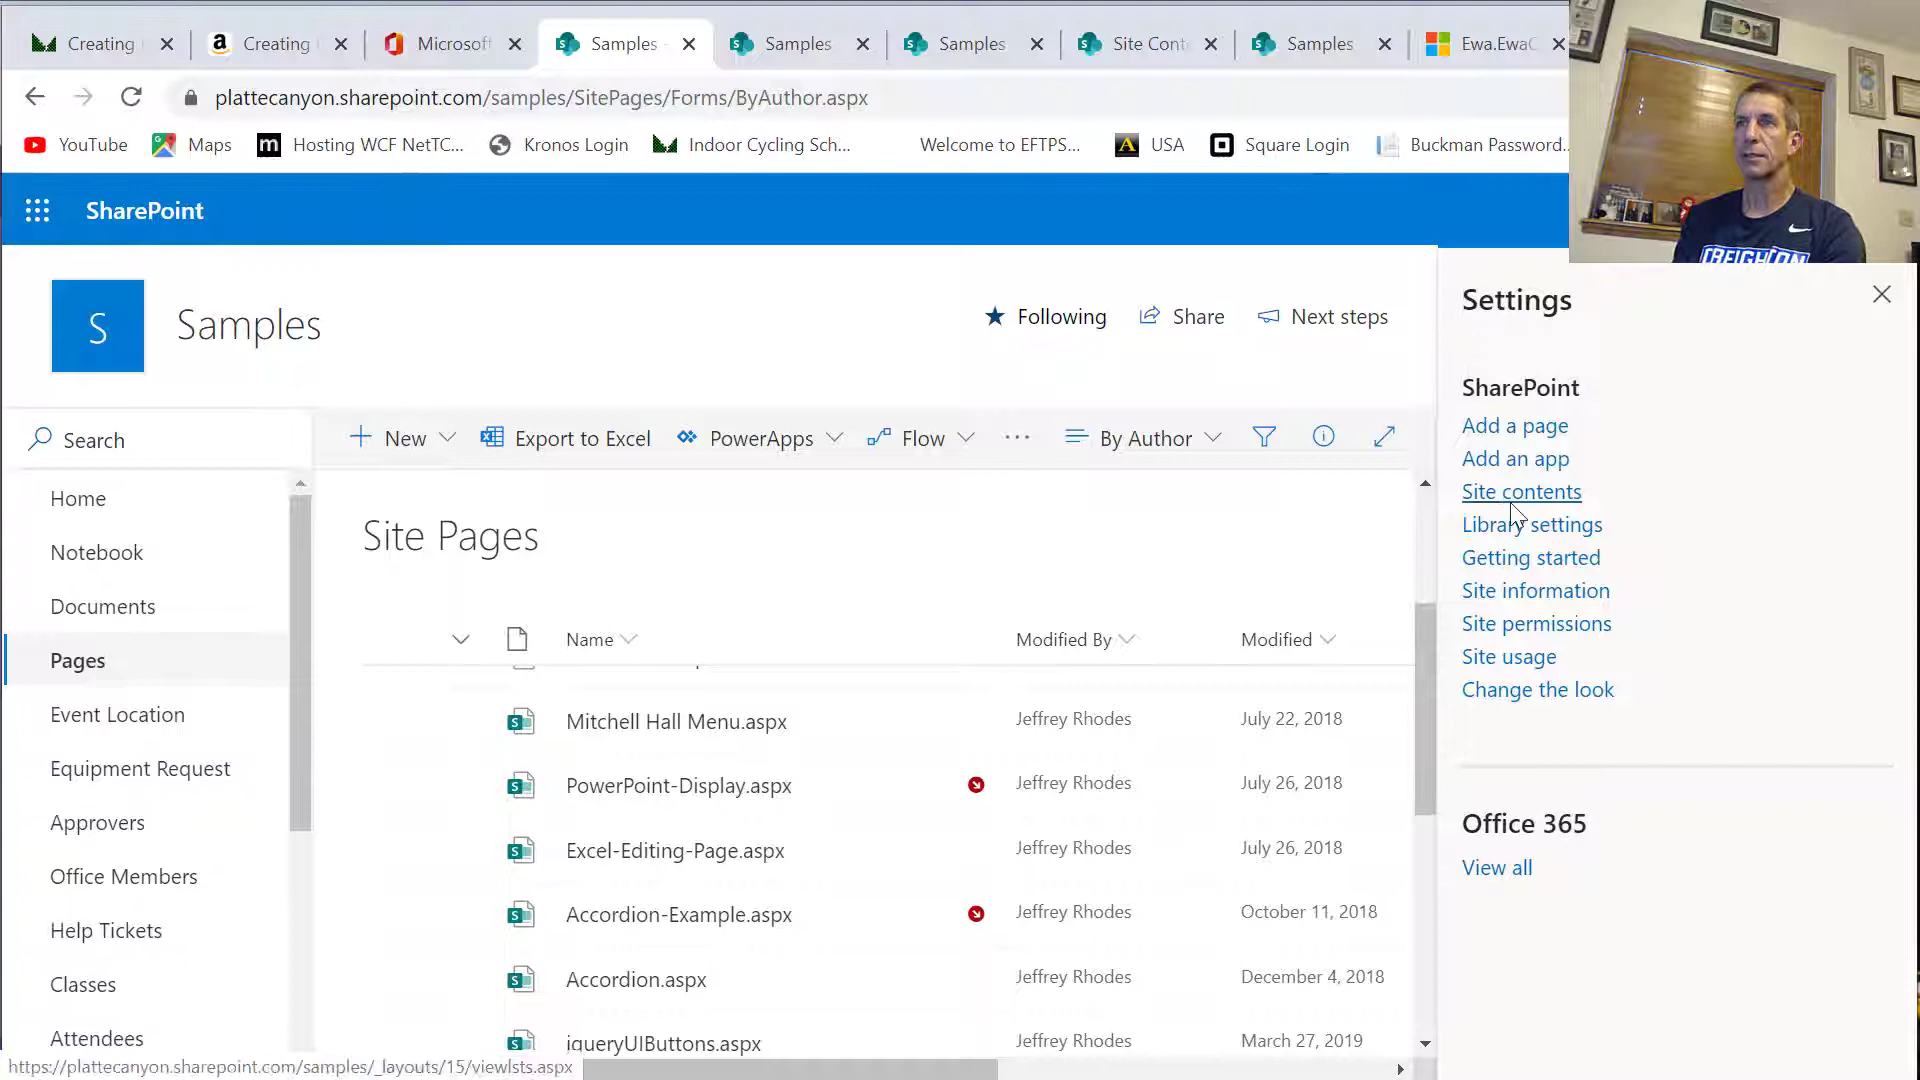 Creating
Creating
Microsoft
Samples -
Samples
Samples
Site Cont
Samples
Ewa.EwaC
plattecanyon.sharepoint.com/samples/SitePages/Forms/ByAuthor.aspx
YouTube
Maps
Hosting WCF NetTC...
Kronos Login
Indoor Cycling Sch...
Welcome to EFTPS...
USA
Square Login
Buckman Password...
SharePoint
CREIGHTON
S
Samples
Following
Share
Next steps
Search
New
Export to Excel
PowerApps
Flow
By Author
Home
Notebook
Documents
Pages
Event Location
Equipment Request
Approvers
Office Members
Help Tickets
Classes
Attendees
Site Pages
Name
Modified By
Modified
Mitchell Hall Menu.aspx
Jeffrey Rhodes
July 22, 2018
PowerPoint-Display.aspx
Jeffrey Rhodes
July 26, 2018
Excel-Editing-Page.aspx
Jeffrey Rhodes
July 26, 2018
Accordion-Example.aspx
Jeffrey Rhodes
October 11, 2018
Accordion.aspx
Jeffrey Rhodes
December 4, 2018
jqueryUIButtons.aspx
Jeffrey Rhodes
March 27, 2019
Settings
SharePoint
Add a page
Add an app
Site contents
Library settings
Getting started
Site information
Site permissions
Site usage
Change the look
Office 365
View all
https://plattecanyon.sharepoint.com/samples/_layouts/15/viewlsts.aspx